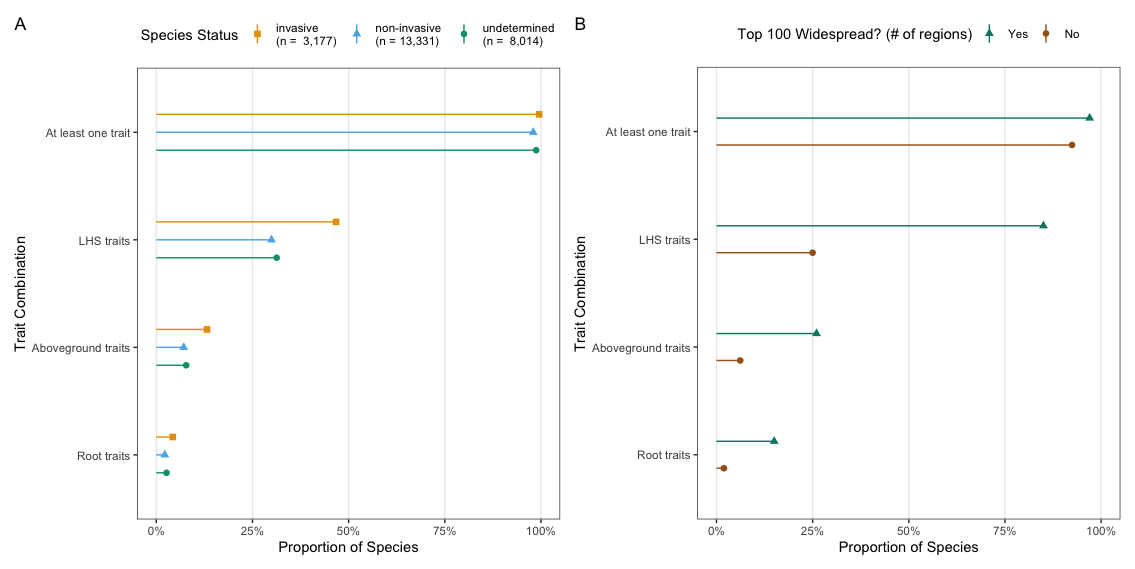 A
Species Status
invasive
(n =  3,177)
non-invasive
(n = 13,331)
undetermined
(n =  8,014)
Trait Combination
At least one trait
LHS traits
Aboveground traits
Root traits
0% 25% 50% 75% 100%
Proportion of Species
B
Top 100 Widespread? (# of regions) Yes No
Trait Combination
At least one trait
LHS traits
Aboveground traits
Root traits
0% 25% 50% 75% 100%
Proportion of Species